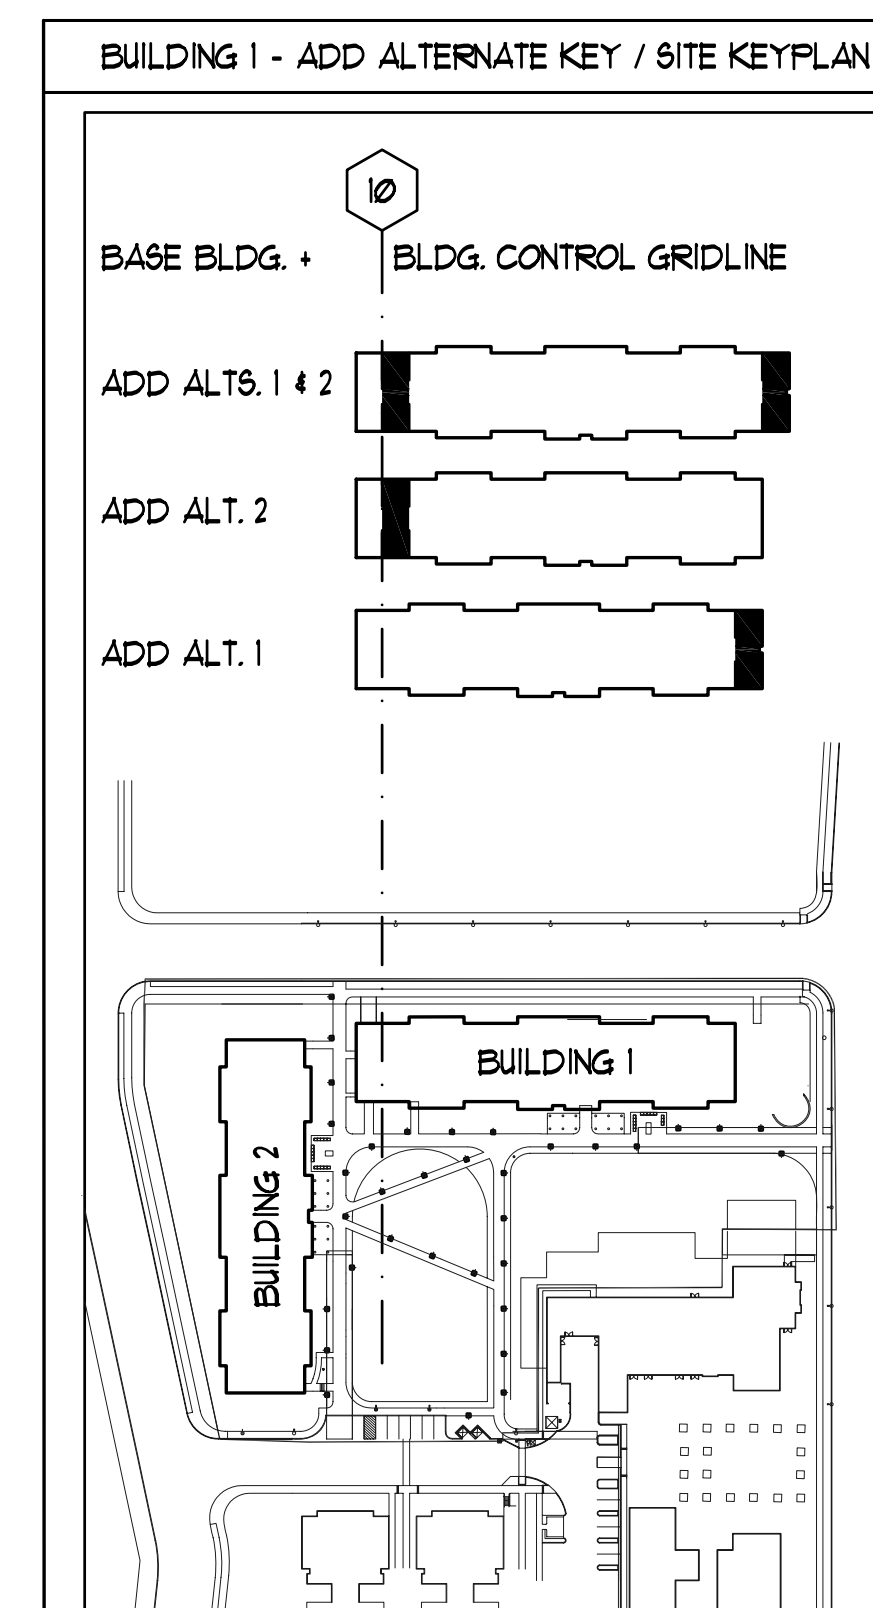 BUILDING 1 - ADD ALTERNATE KEY / SITE KEYPLAN
10
BASE BLDG. + BLDG. CONTROL GRIDLINE
ADD ALTS. 1 & 2
ADD ALT. 2
ADD ALT. 1
BUILDING 1
BUILDING 2